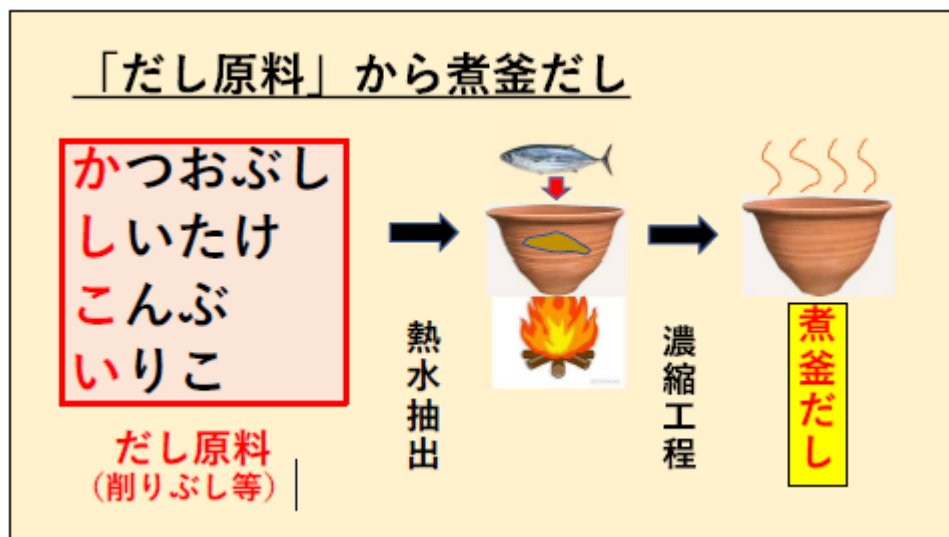 「だし原料」から煮釜だし
かつおぶし
しいたけ
こんぶ
いりこ
だし原料
（削りぶし等）
熱水抽出
濃縮工程
煮釜だし